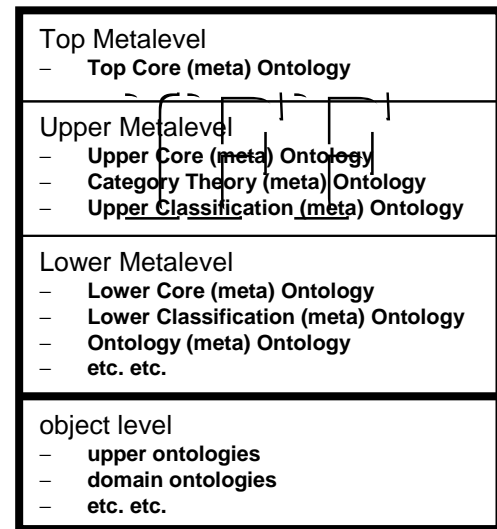 Top Metalevel
– Top Core (meta) Ontology
Upper Metalevel
– Upper Core (meta) Ontology
– Category Theory (meta) Ontology
– Upper Classification (meta) Ontology
Lower Metalevel
– Lower Core (meta) Ontology
– Lower Classification (meta) Ontology
– Ontology (meta) Ontology
– etc. etc.
object level
– upper ontologies
– domain ontologies
– etc. etc.